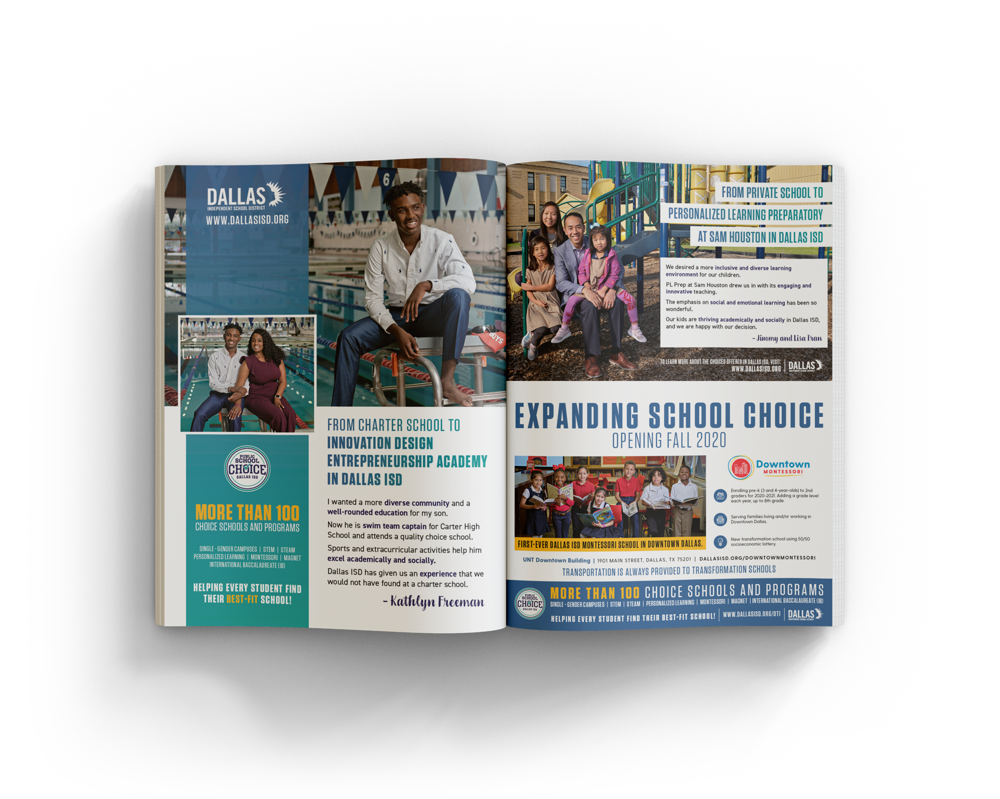 DALLAS
INDEPENDENT SCHOOL DISTRICT
WWW.DALLASISD.ORG
7
6
BOYS
PUBLIC
SCHOOL
CHOICE
DALLAS ISD
MORE THAN 100
CHOICE SCHOOLS AND PROGRAMS
SINGLE-GENDER CAMPUSES | STEM | STEAM
PERSONALIZED LEARNING | MONTESSORI | MAGNET
INTERNATIONAL BACCALAUREATE (IB)
HELPING EVERY STUDENT FIND
THEIR BEST-FIT SCHOOL!
FROM CHARTER SCHOOL TO
INNOVATION DESIGN
ENTREPRENEURSHIP ACADEMY
IN DALLAS ISD
I wanted a more diverse community and a
well-rounded education for my son.
Now he is swim team captain for Carter High
School and attends a quality choice school.
Sports and extracurricular activities help him
excel academically and socially.
Dallas ISD has given us an experience that we
would not have found at a charter school.
- Kathlyn Freeman
FROM PRIVATE SCHOOL TO
PERSONALIZED LEARNING PREPARATORY
AT SAM HOUSTON IN DALLAS ISD
We desired a more inclusive and diverse learning
environment for our children.
PL Prep at Sam Houston drew us in with its engaging and
innovative teaching.
The emphasis on social and emotional learning has been so
wonderful.
Our kids are thriving academically and socially in Dallas ISD,
and we are happy with our decision.
- Jimmy and Lisa Tran
TO LEARN MORE ABOUT THE CHOICES OFFERED IN DALLAS ISD, VISIT:
WWW.DALLASISD.ORG
DALLAS
INDEPENDENT SCHOOL DISTRICT
EXPANDING SCHOOL CHOICE
OPENING FALL 2020
Downtown
MONTESSORI
Enrolling pre-k (3 and 4-year-olds) to 2nd
graders for 2020-2021. Adding a grade level
each year, up to 8th grade.
Serving families living and/or working in
Downtown Dallas.
New transformation school using 50/50
socioeconomic lottery.
FIRST-EVER DALLAS ISD MONTESSORI SCHOOL IN DOWNTOWN DALLAS.
UNT Downtown Building | 1901 MAIN STREET, DALLAS, TX 75201 | DALLASISD.ORG/DOWNTOWNMONTESSORI
TRANSPORTATION IS ALWAYS PROVIDED TO TRANSFORMATION SCHOOLS
PUBLIC
SCHOOL
CHOICE
DALLAS ISD
MORE THAN 100 CHOICE SCHOOLS AND PROGRAMS
SINGLE-GENDER CAMPUSES | STEM | STEAM | PERSONALIZED LEARNING | MONTESSORI | MAGNET | INTERNATIONAL BACCALAUREATE (IB)
HELPING EVERY STUDENT FIND THEIR BEST-FIT SCHOOL! | WWW.DALLASISD.ORG/OTI
DALLAS
INDEPENDENT SCHOOL DISTRICT